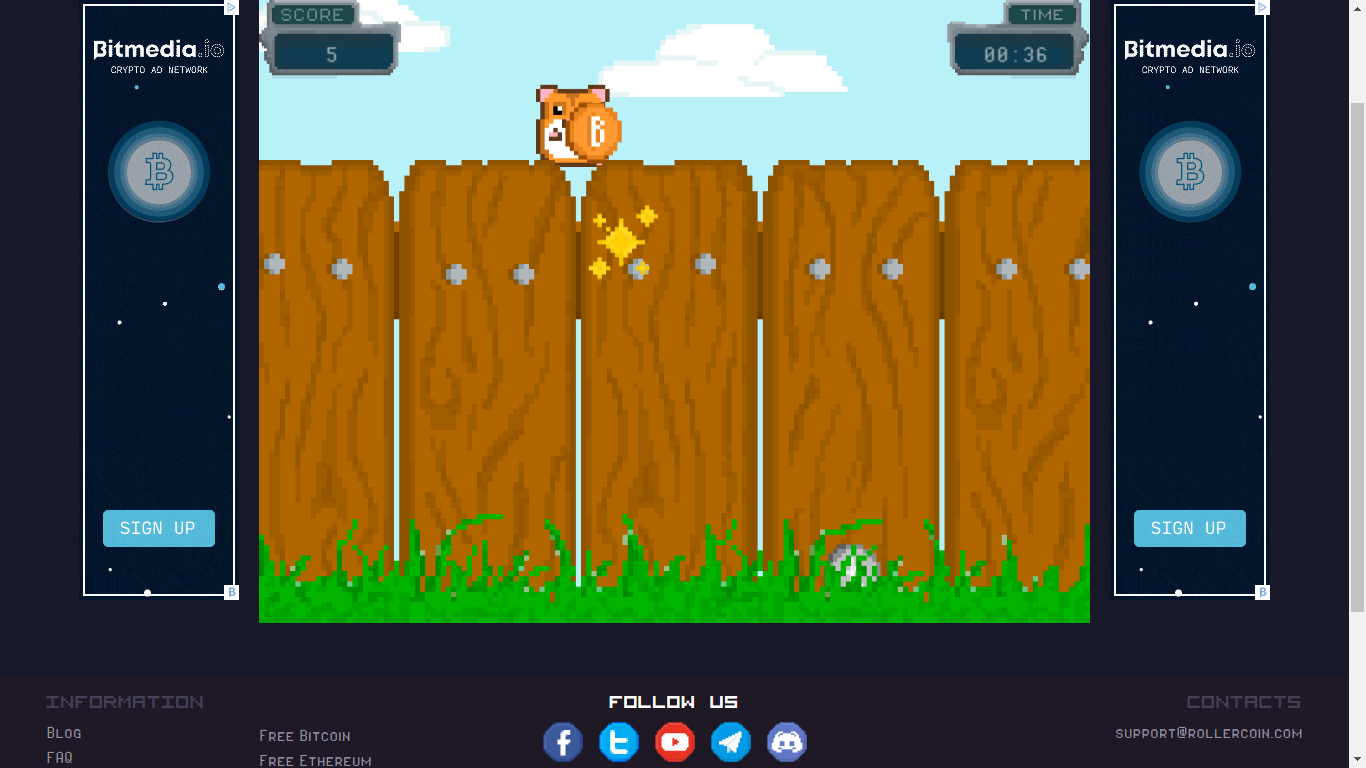 SCORE
5
TIME
00:36
Bitmedia.io
CRYPTO AD NETWORK
SIGN UP
Bitmedia.io
CRYPTO AD NETWORK
SIGN UP
INFORMATION
Blog
FAQ
Free Bitcoin
Free Ethereum
FOLLOW US
CONTACTS
support@rollercoin.com